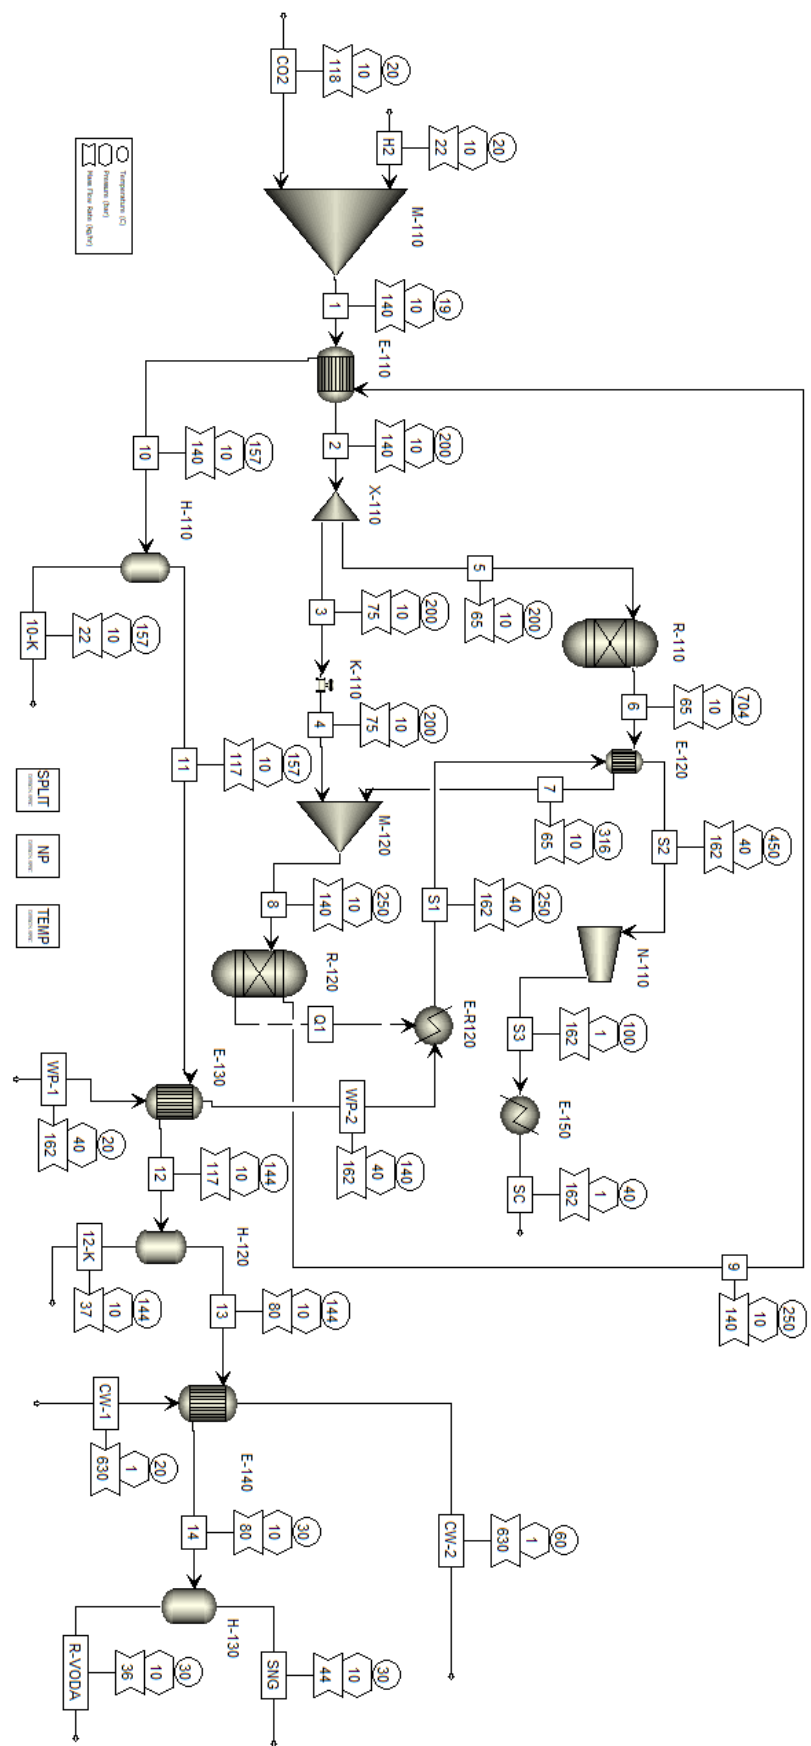 CO2
118
10
20
H2
22
10
20
M-110
1
140
10
19
E-110
2
140
10
200
X-110
5
65
10
200
R-110
6
65
10
704
E-120
S2
162
40
450
N-110
S3
162
1
100
E-150
SC
162
1
40
3
75
10
200
K-110
4
75
10
200
M-120
7
65
10
316
8
140
10
250
R-120
Q1
S1
162
40
250
E-R120
9
140
10
250
10
140
10
157
H-110
10-K
22
10
157
11
117
10
157
E-130
WP-1
162
40
20
WP-2
162
40
140
12
117
10
144
H-120
12-K
37
10
144
13
80
10
144
E-140
CW-1
630
1
20
CW-2
630
1
60
14
80
10
30
H-130
SNG
44
10
30
R-VODA
36
10
30
Temperature (C)
Pressure (bar)
Mass Flow Rate (kg/hr)
SPLIT
NP
TEMP